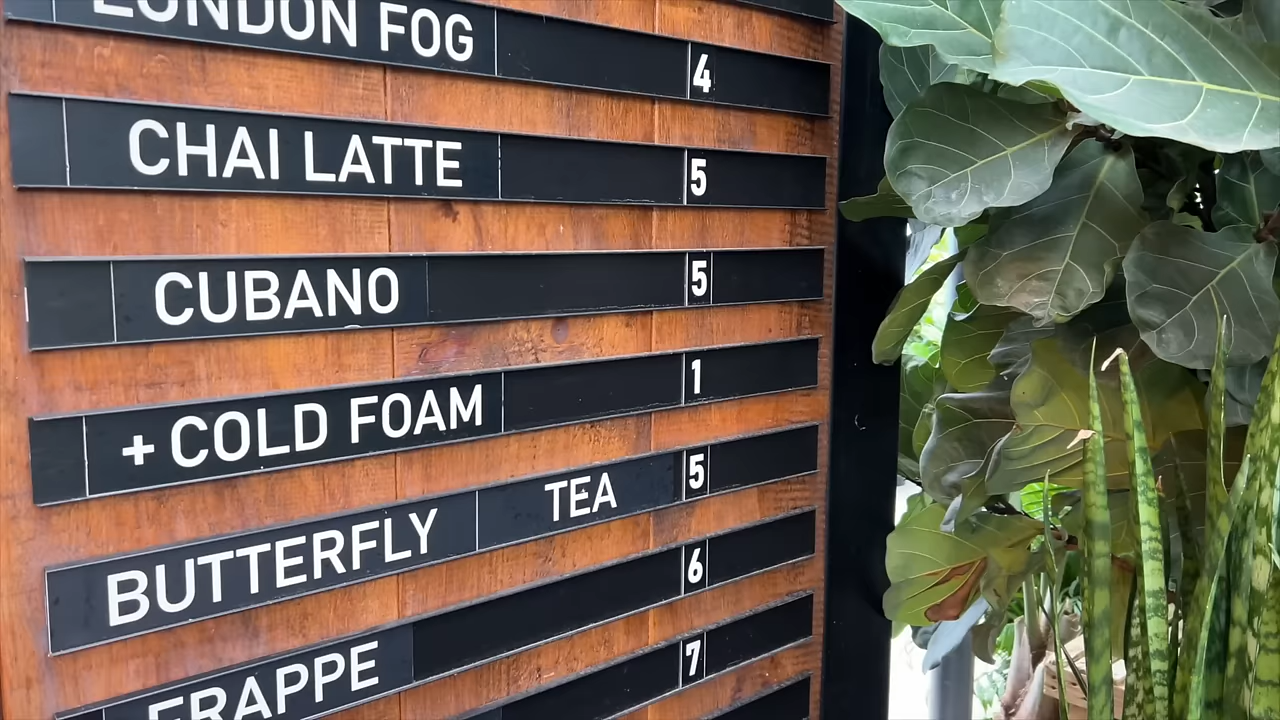 LONDON FOG 4
CHAI LATTE 5
CUBANO 5
+ COLD FOAM 1
BUTTERFLY TEA 5
FRAPPE 6
7